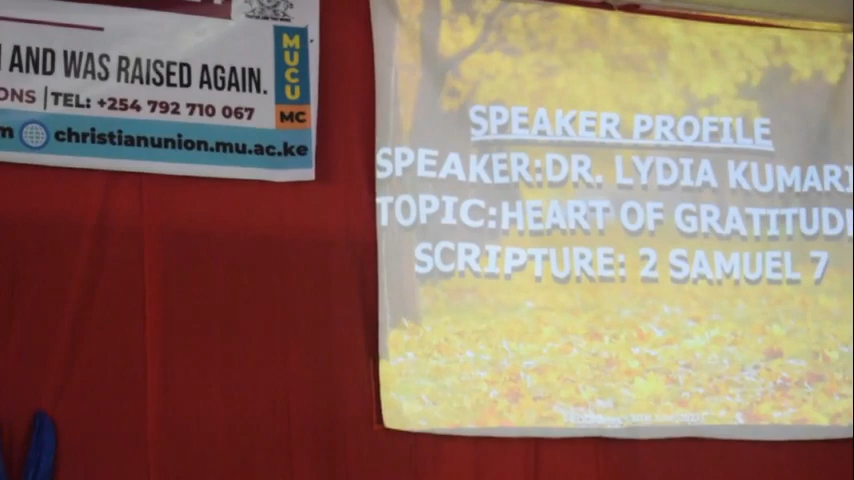 AND WAS RAISED AGAIN.
ONS | TEL: +254 792 710 067
m christianunion.mu.ac.ke
MUCU
MC
SPEAKER PROFILE
SPEAKER:DR. LYDIA KUMARI
TOPIC:HEART OF GRATITUDE
SCRIPTURE: 2 SAMUEL 7